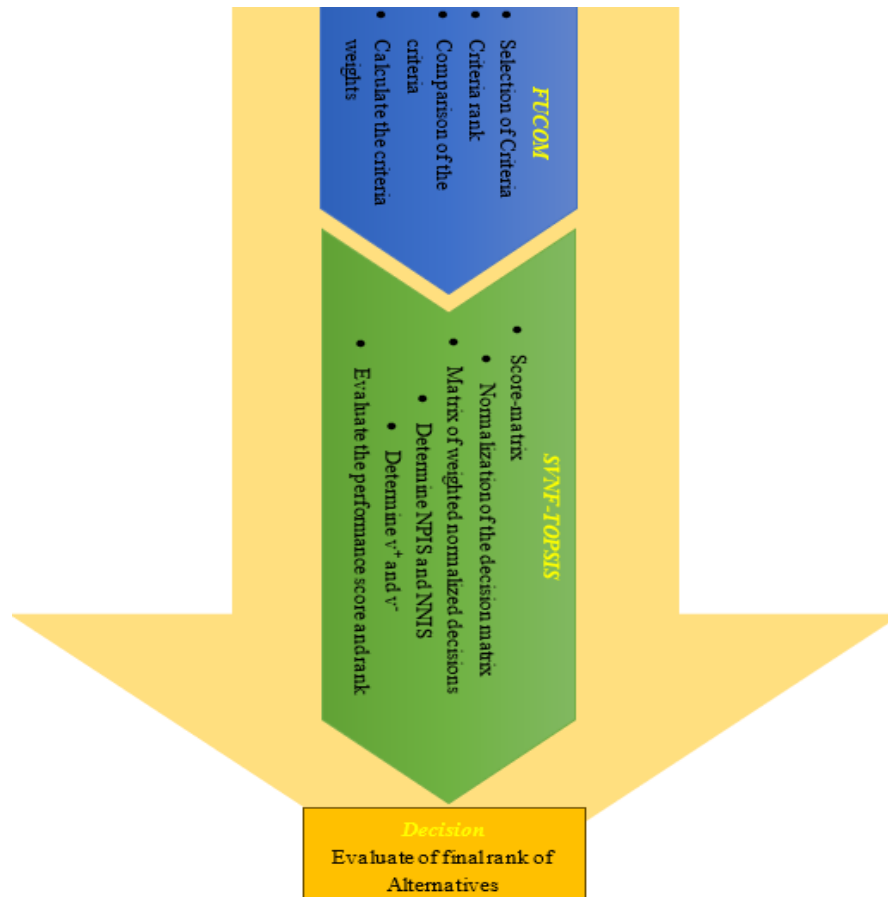 FUCOM
• Selection of Criteria
• Criteria rank
• Comparison of the
criteria
• Calculate the criteria
weights
SVNF-TOPSIS
• Score-matrix
• Normalization of the decision matrix
• Matrix of weighted normalized decisions
• Determine NPIS and NNIS
• Determine v⁺ and v⁻
• Evaluate the performance score and rank
Decision
Evaluate of final rank of
Alternatives